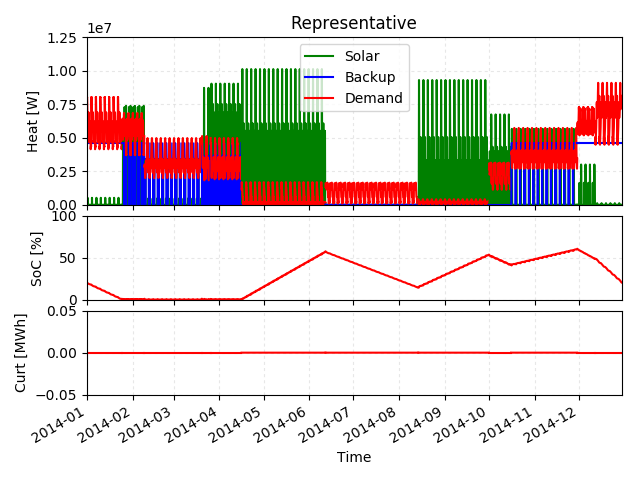 Representative
1e7
1.25
1.00
0.75
0.50
0.25
0.00
Heat [W]
Solar
Backup
Demand
100
50
0
SoC [%]
0.05
0.00
−0.05
Curt [MWh]
2014-01
2014-02
2014-03
2014-04
2014-05
2014-06
2014-07
2014-08
2014-09
2014-10
2014-11
2014-12
Time